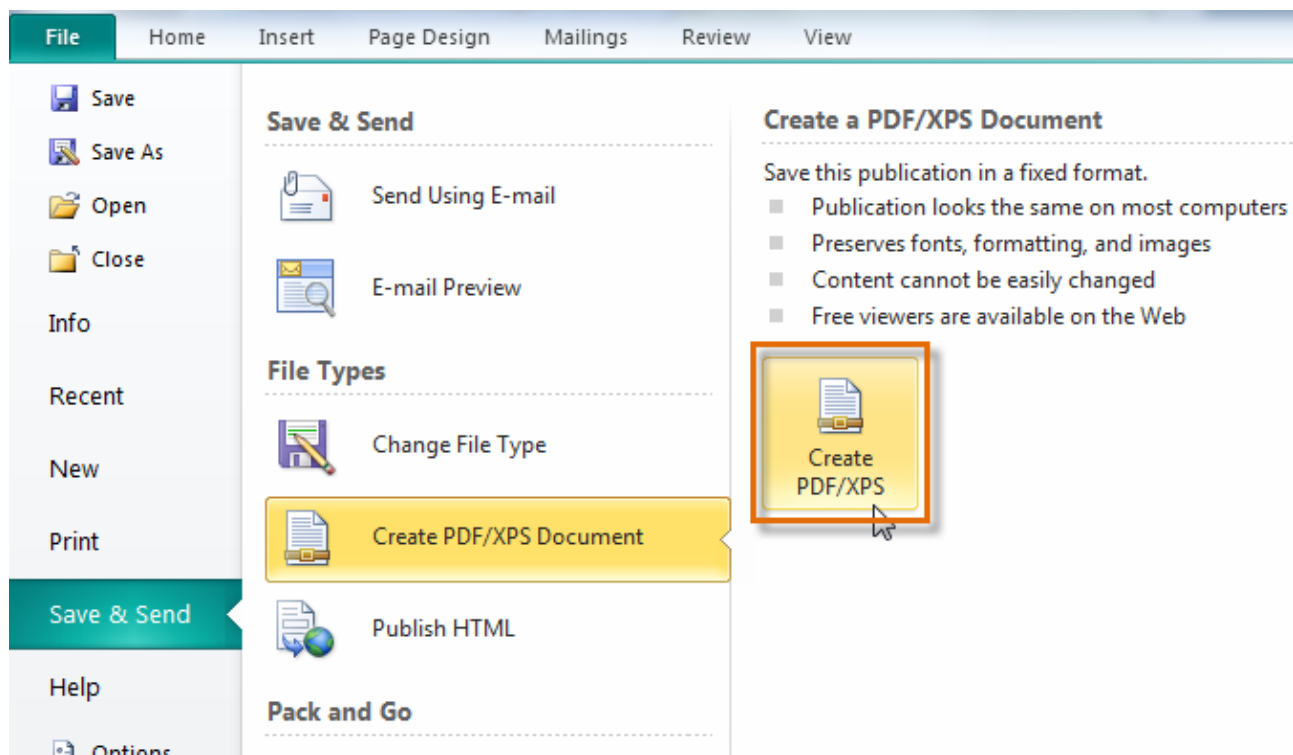 File Home Insert Page Design Mailings Review View
Save
Save As
Open
Close
Info
Recent
New
Print
Save & Send
Help
Options
Save & Send
Send Using E-mail
E-mail Preview
File Types
Change File Type
Create PDF/XPS Document
Publish HTML
Pack and Go
Create a PDF/XPS Document
Save this publication in a fixed format.
Publication looks the same on most computers
Preserves fonts, formatting, and images
Content cannot be easily changed
Free viewers are available on the Web
Create
PDF/XPS